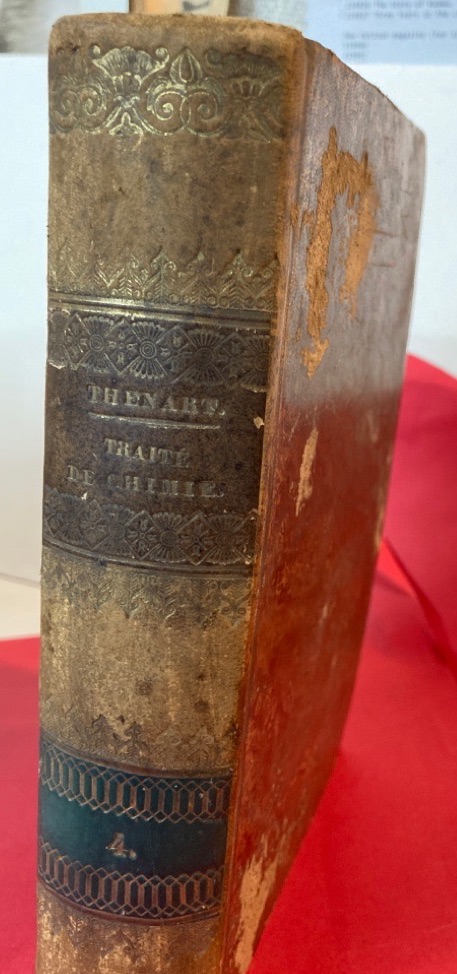 THENART.
TRAITÉ
DE CHIMIE.
4.